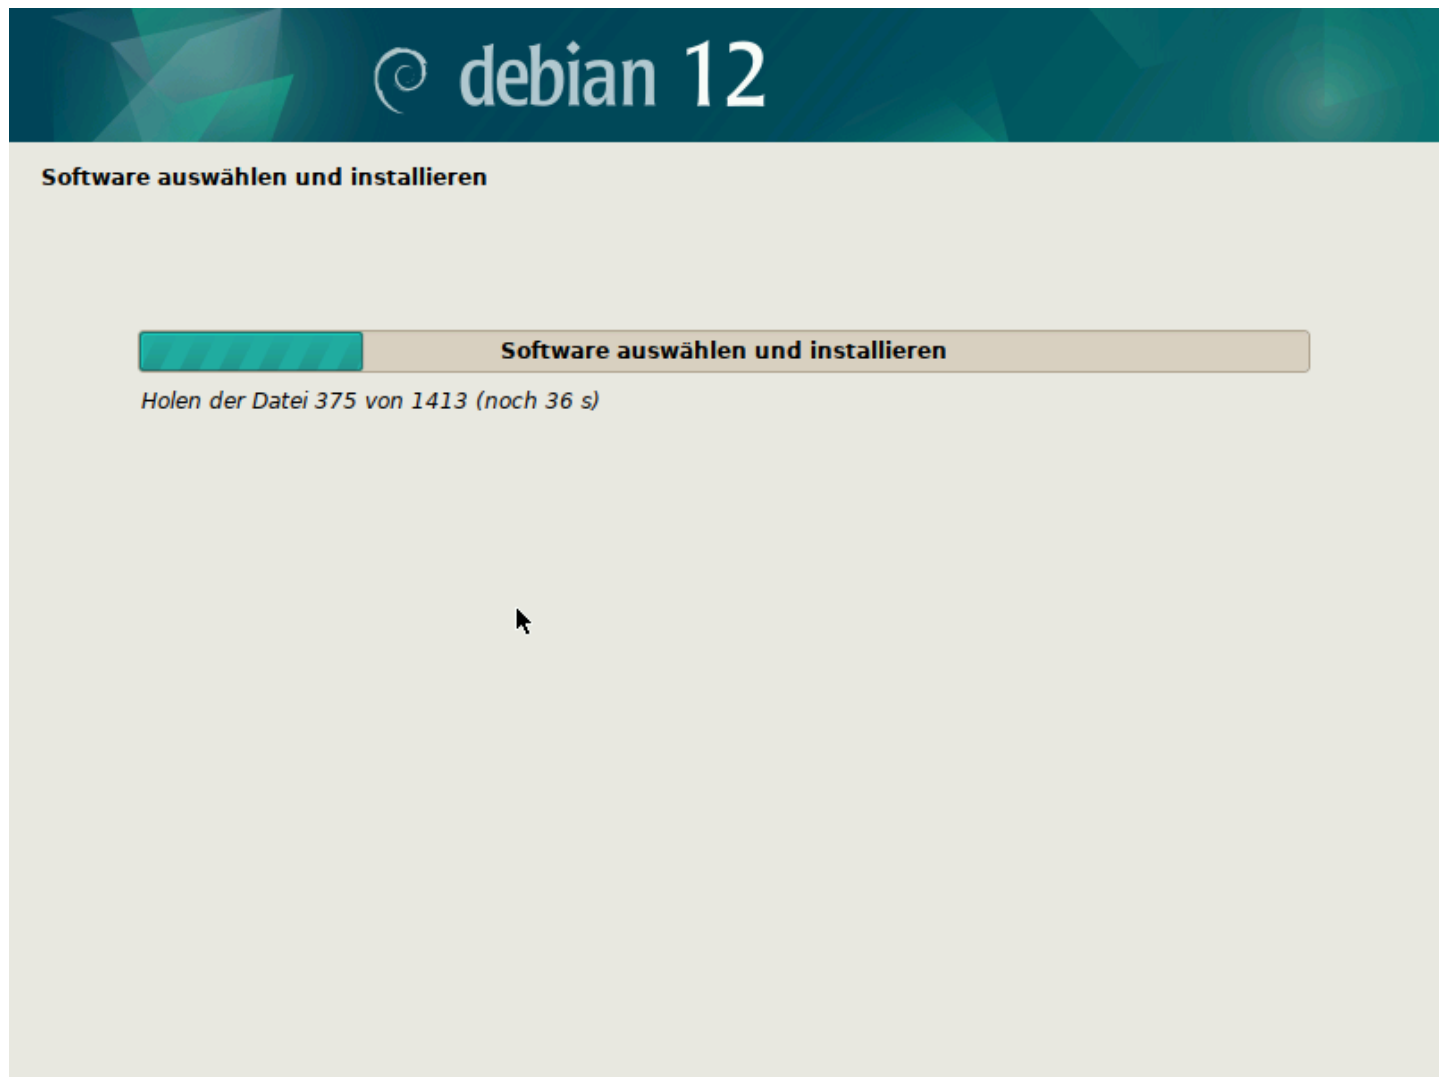 debian 12
Software auswählen und installieren
Software auswählen und installieren
Holen der Datei 375 von 1413 (noch 36 s)